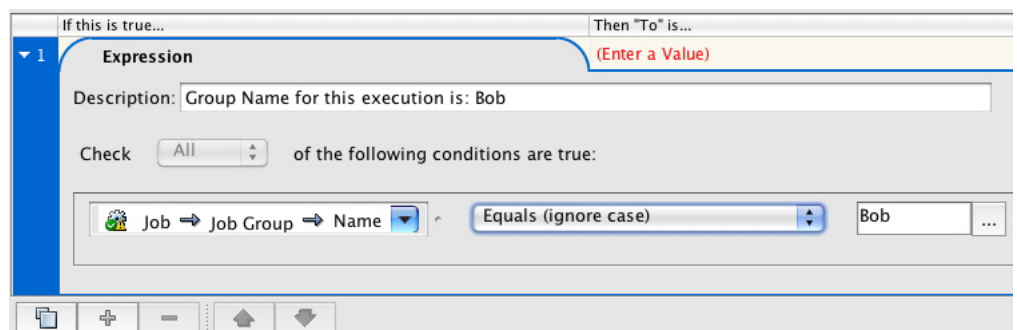 If this is true... Then "To" is...
1 Expression (Enter a Value)
Description: Group Name for this execution is: Bob
Check All of the following conditions are true:
Job Job Group Name Equals (ignore case) Bob ...